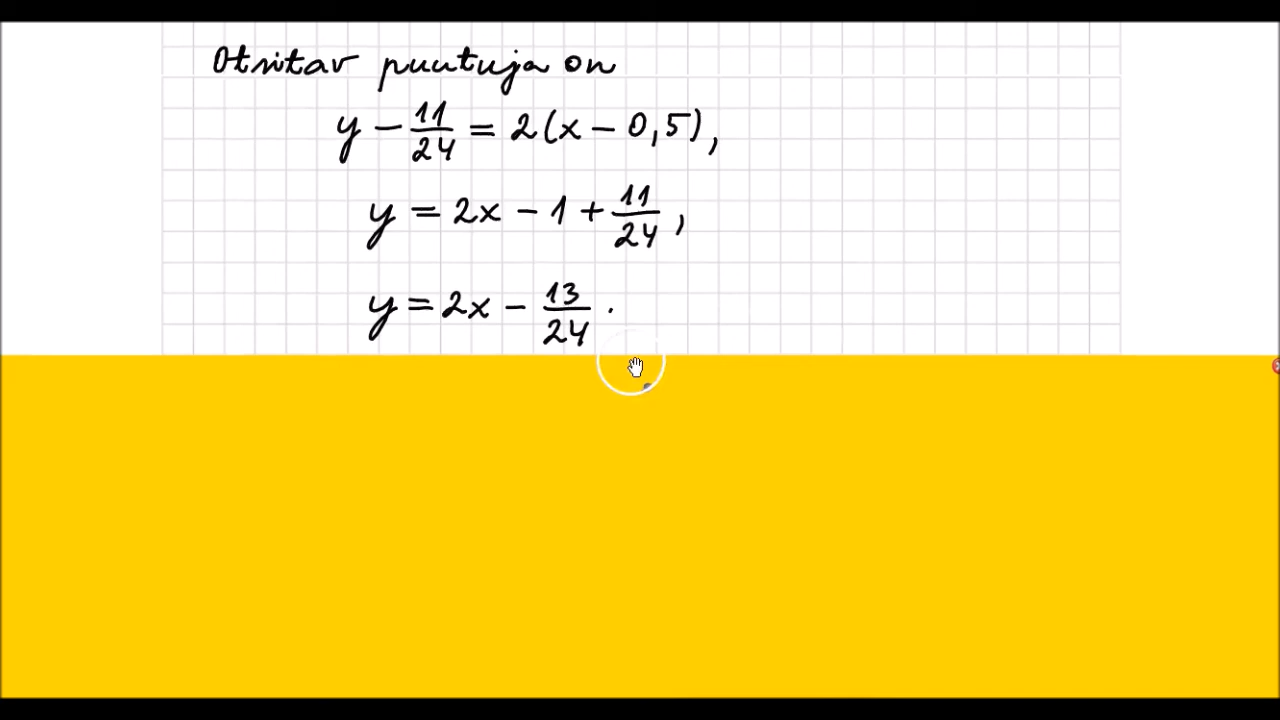 Otsitav puutuja on
y - 11/24 = 2(x - 0,5),
y = 2x - 1 + 11/24,
y = 2x - 13/24.